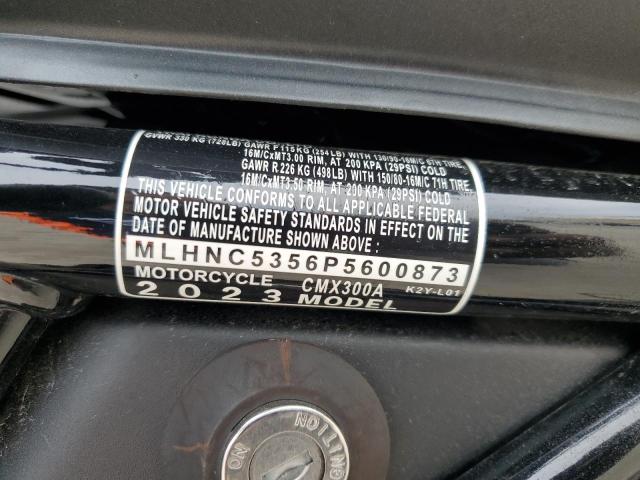 GVWR 330 KG (728LB) GAWR F 115 KG (254 LB) WITH 130/90-16M/C 67H TIRE
16M/CxMT3.00 RIM, AT 200 KPA (29PSI) COLD
GAWR R 226 KG (498LB) WITH 150/80-16M/C 71H TIRE
16M/CxMT3.50 RIM, AT 200 KPA (29PSI) COLD
THIS VEHICLE CONFORMS TO ALL APPLICABLE FEDERAL
MOTOR VEHICLE SAFETY STANDARDS IN EFFECT ON THE
DATE OF MANUFACTURE SHOWN ABOVE:
MLHNC5356P5600873
MOTORCYCLE CMX300A K2Y-L01
2023 MODEL
ON